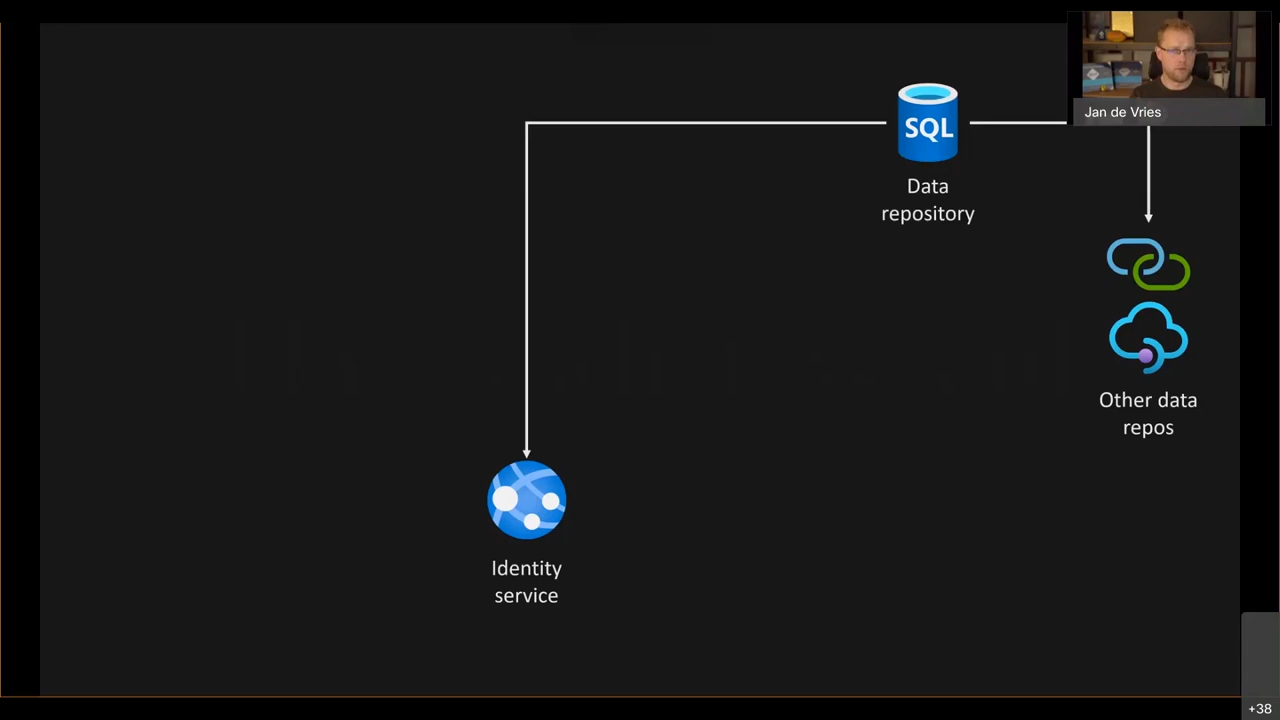 Jan de Vries
SQL
Data
repository
Other data
repos
Identity
service
+38